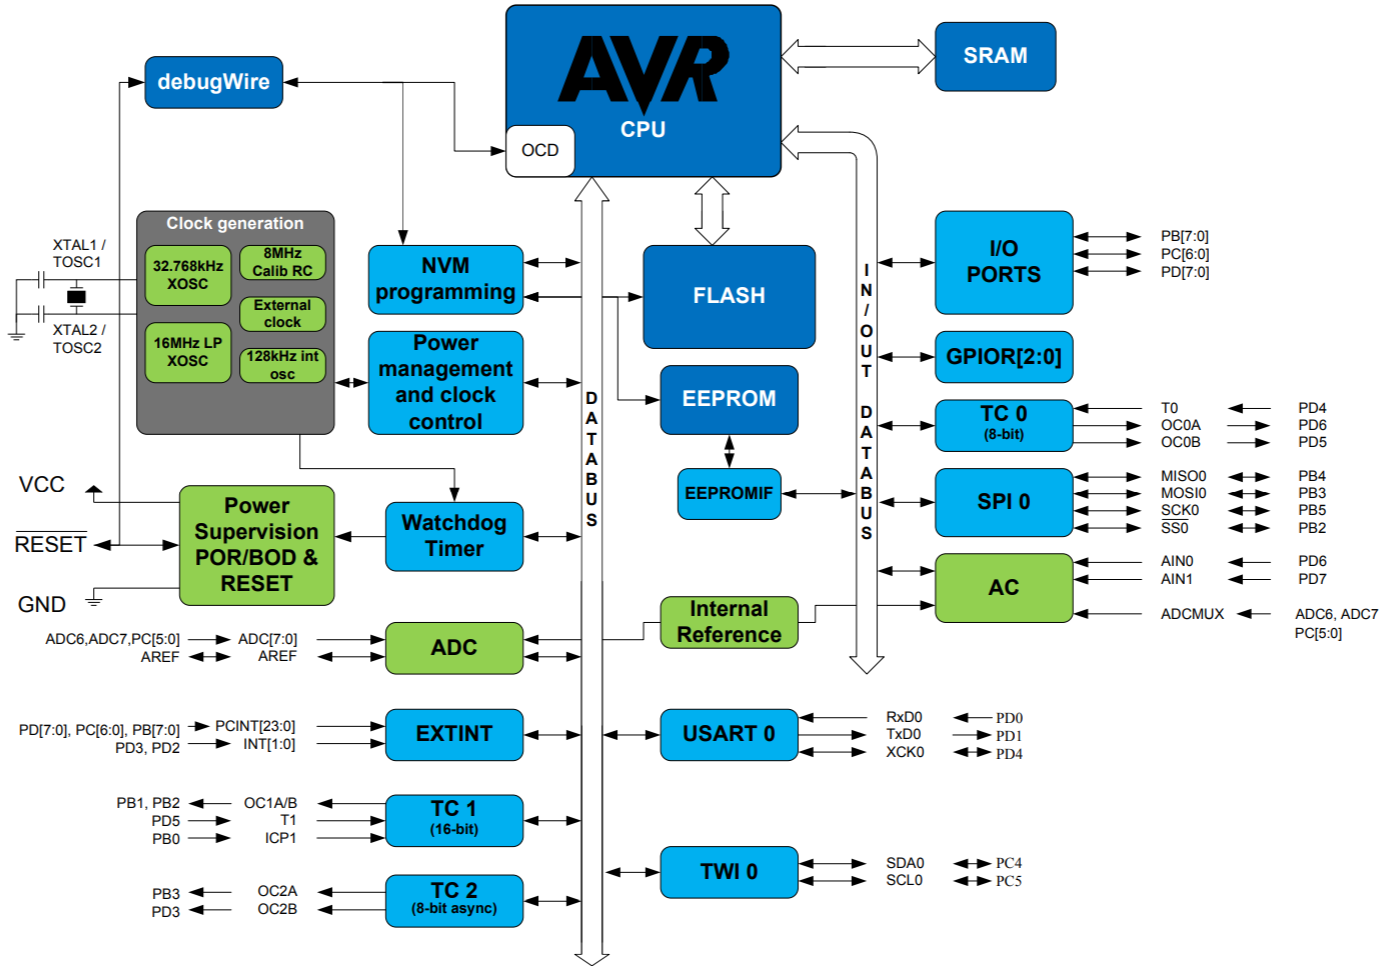 AVR
CPU
OCD
SRAM
debugWire
Clock generation
XTAL1 /
TOSC1
32.768kHz
XOSC
8MHz
Calib RC
External
clock
XTAL2 /
TOSC2
16MHz LP
XOSC
128kHz int
osc
NVM
programming
FLASH
Power
management
and clock
control
EEPROM
EEPROMIF
DATABUS
IN/OUT DATABUS
I/O
PORTS
PB[7:0]
PC[6:0]
PD[7:0]
GPIOR[2:0]
TC 0
(8-bit)
T0 PD4
OC0A PD6
OC0B PD5
SPI 0
MISO0 PB4
MOSI0 PB3
SCK0 PB5
SS0 PB2
AC
AIN0 PD6
AIN1 PD7
ADCMUX ADC6, ADC7
PC[5:0]
VCC
RESET
GND
Power
Supervision
POR/BOD &
RESET
Watchdog
Timer
Internal
Reference
ADC6,ADC7,PC[5:0] ADC[7:0]
AREF AREF
ADC
PD[7:0], PC[6:0], PB[7:0] PCINT[23:0]
PD3, PD2 INT[1:0]
EXTINT
USART 0
RxD0 PD0
TxD0 PD1
XCK0 PD4
PB1, PB2 OC1A/B
PD5 T1
PB0 ICP1
TC 1
(16-bit)
TWI 0
SDA0 PC4
SCL0 PC5
PB3 OC2A
PD3 OC2B
TC 2
(8-bit async)